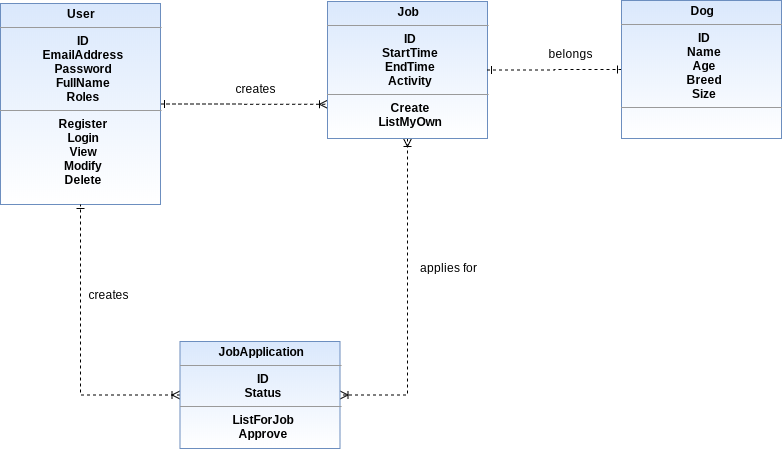 User
ID
EmailAddress
Password
FullName
Roles
Register
Login
View
Modify
Delete
creates
Job
ID
StartTime
EndTime
Activity
Create
ListMyOwn
belongs
Dog
ID
Name
Age
Breed
Size
applies for
creates
JobApplication
ID
Status
ListForJob
Approve